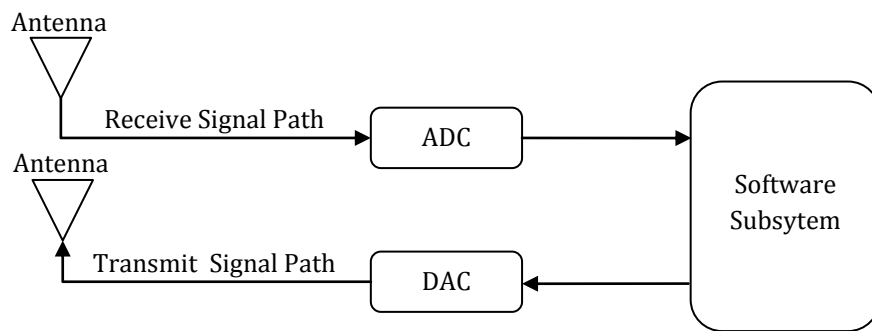 Antenna
Receive Signal Path
ADC
Antenna
Transmit Signal Path
DAC
Software
Subsytem